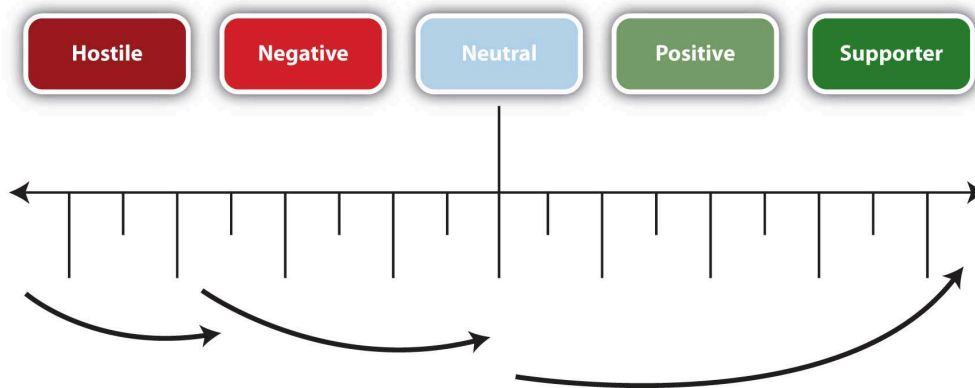 Hostile
Negative
Neutral
Positive
Supporter